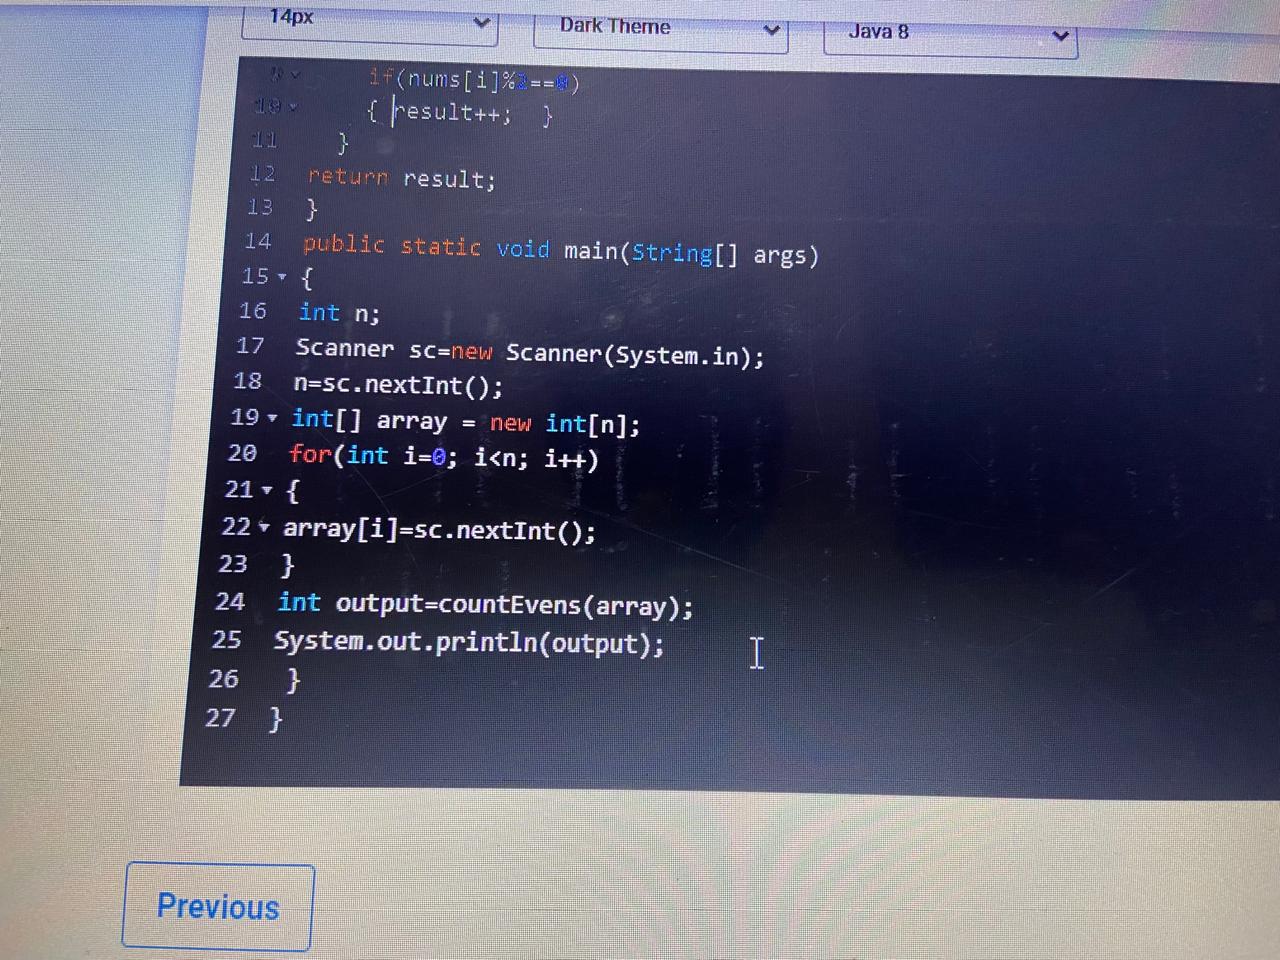 14px
Dark Theme
Java 8
9 if(nums[i]%2==0)
10 { result++; }
11 }
12 return result;
13 }
14 public static void main(String[] args)
15 {
16 int n;
17 Scanner sc=new Scanner(System.in);
18 n=sc.nextInt();
19 int[] array = new int[n];
20 for(int i=0; i<n; i++)
21 {
22 array[i]=sc.nextInt();
23 }
24 int output=countEvens(array);
25 System.out.println(output);
26 }
27 }
Previous